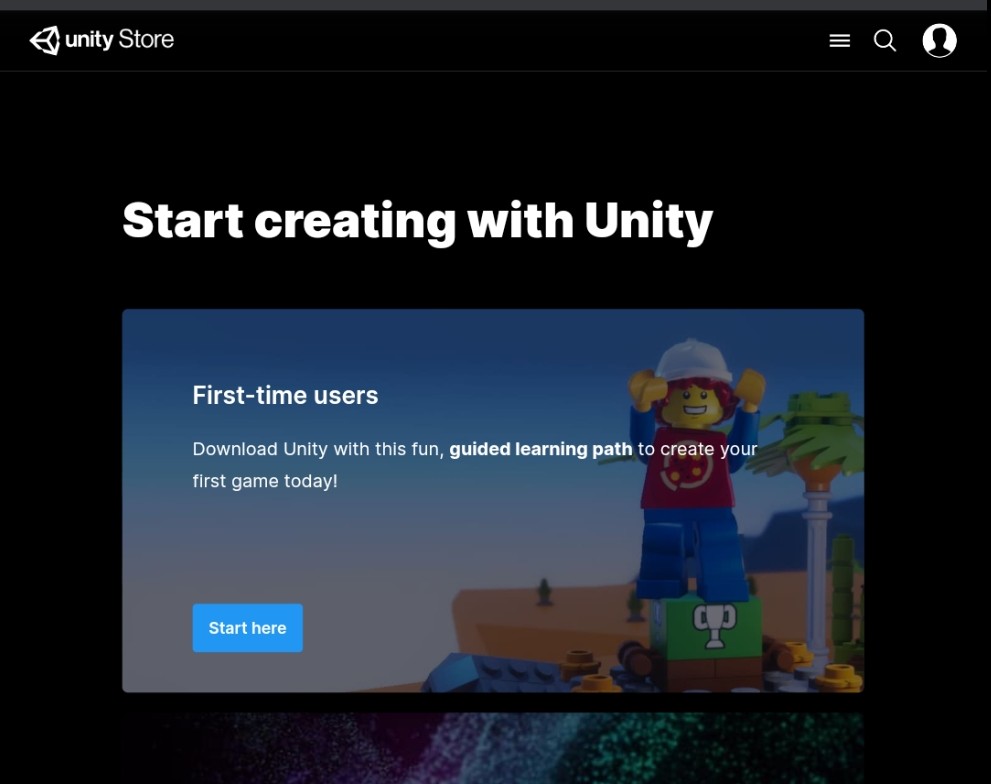 unity Store
Start creating with Unity
First-time users
Download Unity with this fun, guided learning path to create your
first game today!
Start here